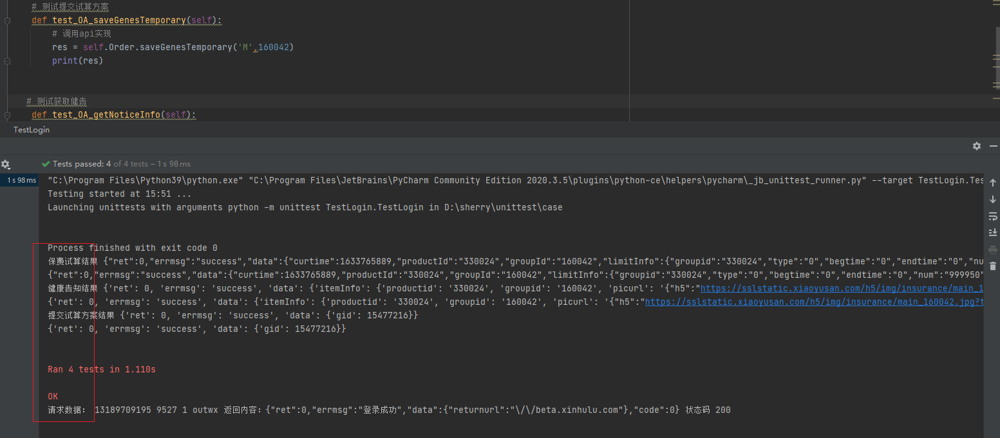 # 测试提交试算方案
def test_OA_saveGenesTemporary(self):
# 调用api实现
res = self.Order.saveGenesTemporary('M',160042)
print(res)
# 测试获取健告
def test_OA_getNoticeInfo(self):
TestLogin
Tests passed: 4 of 4 tests – 1 s 98 ms
1 s 98 ms
"C:\Program Files\Python39\python.exe" "C:\Program Files\JetBrains\PyCharm Community Edition 2020.3.5\plugins\python-ce\helpers\pycharm\_jb_unittest_runner.py" --target TestLogin.Tes
Testing started at 15:51 ...
Launching unittests with arguments python -m unittest TestLogin.TestLogin in D:\sherry\unittest\case
Process finished with exit code 0
保费试算结果 {"ret":0,"errmsg":"success","data":{"curtime":1633765889,"productId":"330024","groupId":"160042","limitInfo":{"groupid":"330024","type":"0","begtime":"0","endtime":"0","nu
{"ret":0,"errmsg":"success","data":{"curtime":1633765889,"productId":"330024","groupId":"160042","limitInfo":{"groupid":"330024","type":"0","begtime":"0","endtime":"0","num":"999950"
健康告知结果 {'ret': 0, 'errmsg': 'success', 'data': {'itemInfo': {'productid': '330024', 'groupid': '160042', 'picurl': '{"h5":"https://sslstatic.xiaoyusan.com/h5/img/insurance/main_1
{'ret': 0, 'errmsg': 'success', 'data': {'itemInfo': {'productid': '330024', 'groupid': '160042', 'picurl': '{"h5":"https://sslstatic.xiaoyusan.com/h5/img/insurance/main_160042.jpg?t
提交试算方案结果 {'ret': 0, 'errmsg': 'success', 'data': {'gid': 15477216}}
{'ret': 0, 'errmsg': 'success', 'data': {'gid': 15477216}}
Ran 4 tests in 1.110s
OK
请求数据： 13189709195 9527 1 outwx 返回内容：{"ret":0,"errmsg":"登录成功","data":{"returnurl":"\/\/beta.xinhulu.com"},"code":0} 状态码 200